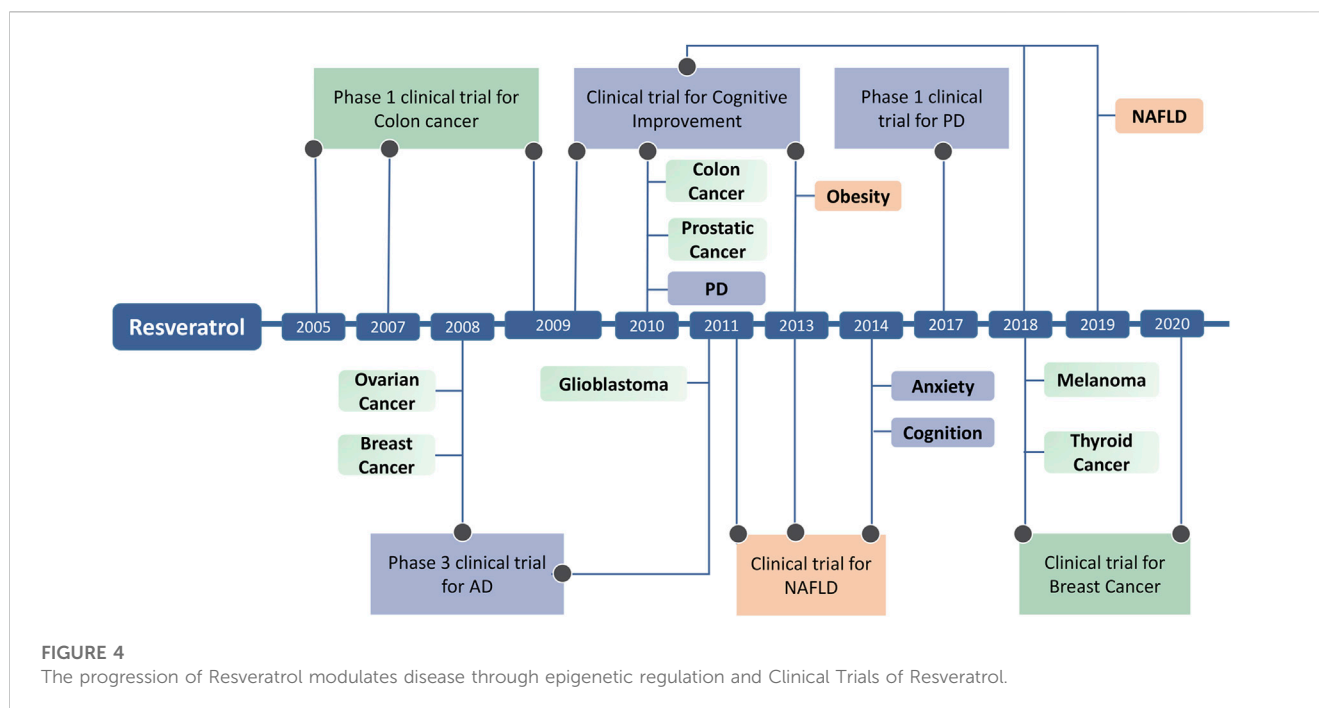 Phase 1 clinical trial for
Colon cancer
Clinical trial for Cognitive
Improvement
Phase 1 clinical
trial for PD
NAFLD
Colon
Cancer
Obesity
Prostatic
Cancer
PD
Resveratrol
2005
2007
2008
2009
2010
2011
2013
2014
2017
2018
2019
2020
Ovarian
Cancer
Glioblastoma
Anxiety
Melanoma
Breast
Cancer
Cognition
Thyroid
Cancer
Phase 3 clinical trial
for AD
Clinical trial for
NAFLD
Clinical trial for
Breast Cancer
FIGURE 4
The progression of Resveratrol modulates disease through epigenetic regulation and Clinical Trials of Resveratrol.